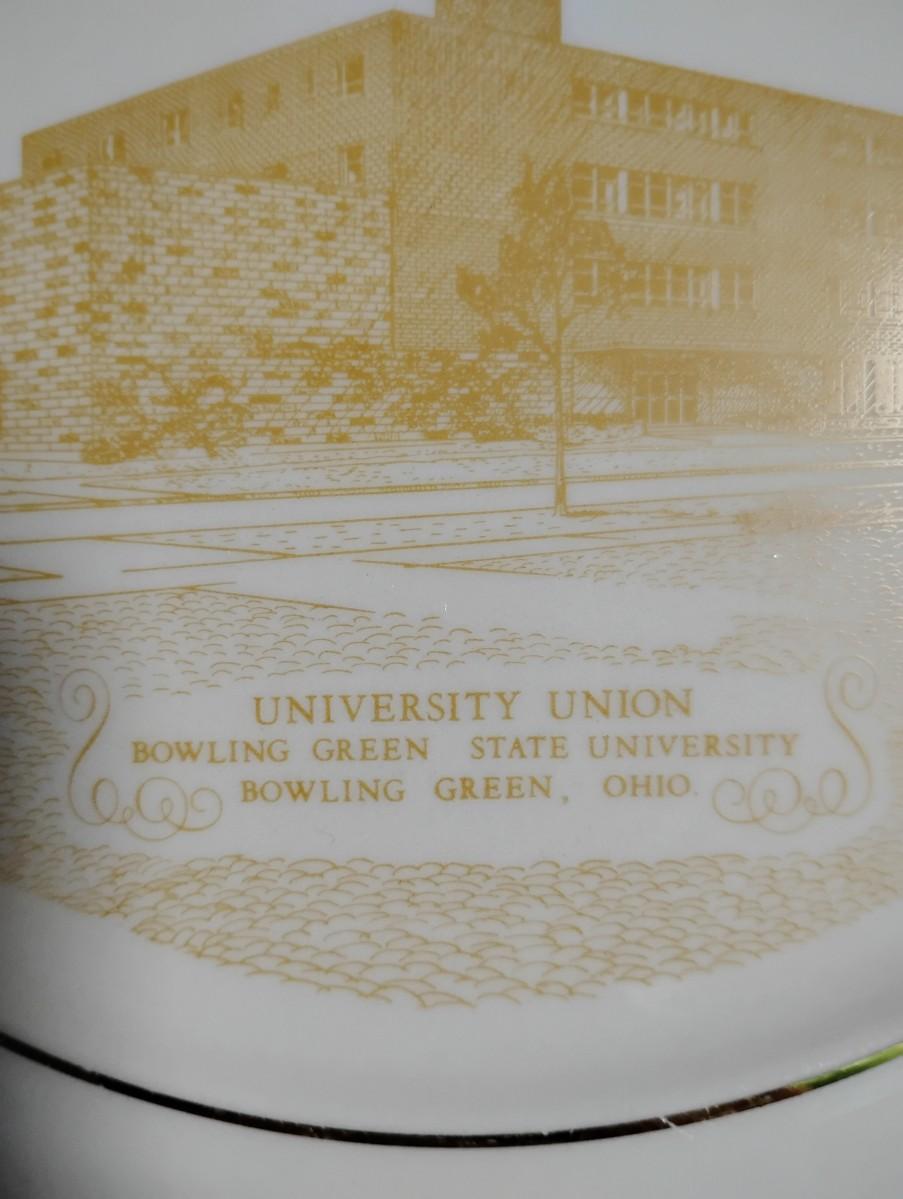 UNIVERSITY UNION
BOWLING GREEN STATE UNIVERSITY
BOWLING GREEN, OHIO.